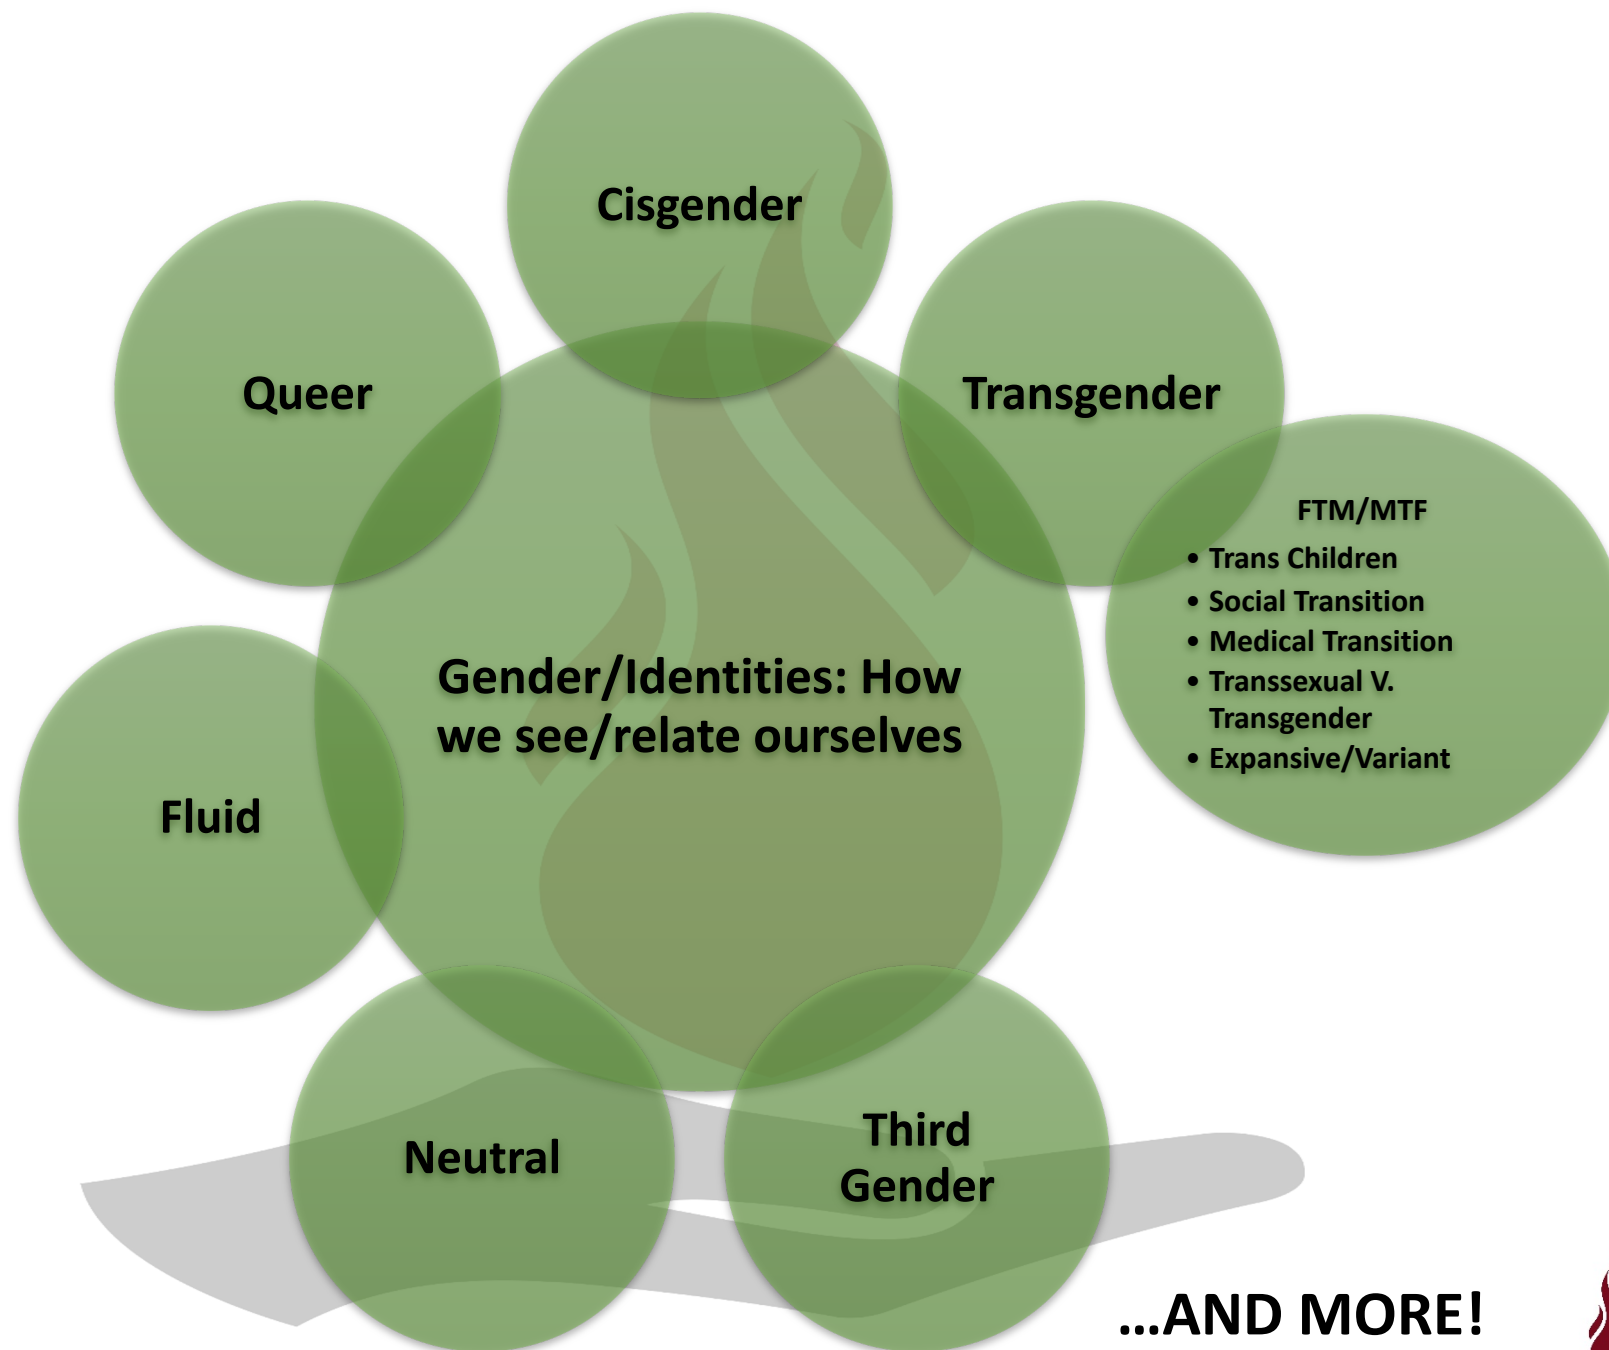 Cisgender
Queer
Transgender
FTM/MTF
• Trans Children
• Social Transition
• Medical Transition
• Transsexual V.
Transgender
• Expansive/Variant
Gender/Identities: How
we see/relate ourselves
Fluid
Neutral
Third
Gender
...AND MORE!